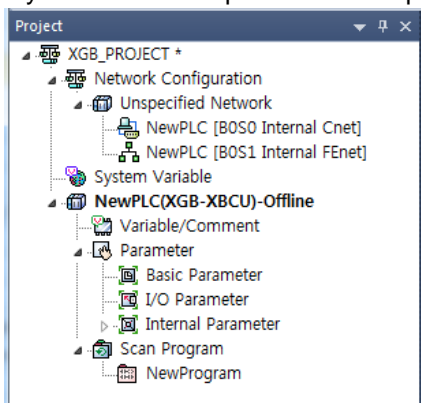 Project
XGB_PROJECT *
Network Configuration
Unspecified Network
NewPLC [B0S0 Internal Cnet]
NewPLC [B0S1 Internal FEnet]
System Variable
NewPLC(XGB-XBCU)-Offline
Variable/Comment
Parameter
Basic Parameter
I/O Parameter
Internal Parameter
Scan Program
NewProgram